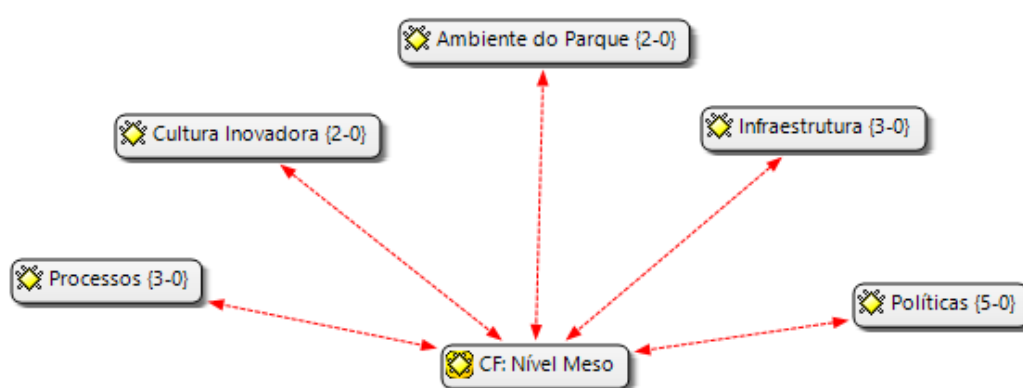 Ambiente do Parque {2-0}
Cultura Inovadora {2-0}
Infraestrutura {3-0}
Processos {3-0}
Políticas {5-0}
CF: Nível Meso